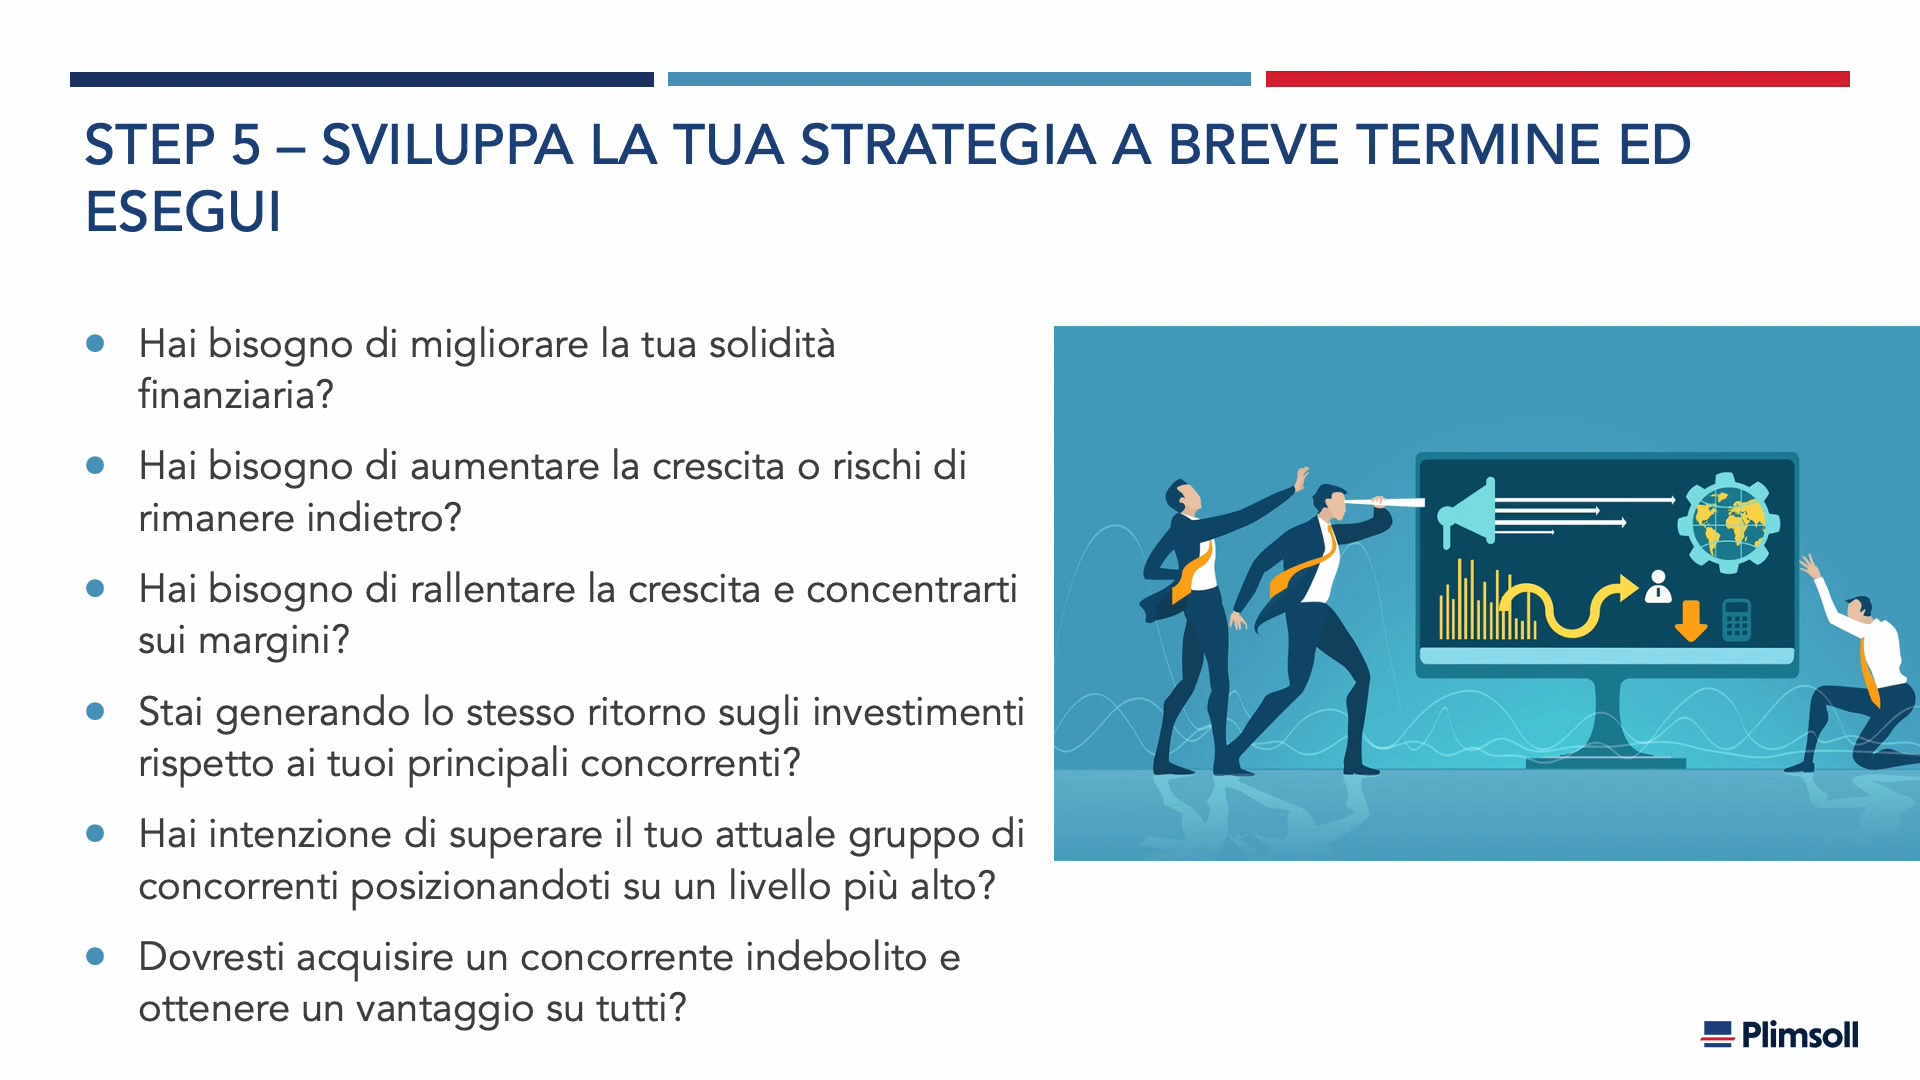 STEP 5 – SVILUPPA LA TUA STRATEGIA A BREVE TERMINE ED
ESEGUI
Hai bisogno di migliorare la tua solidità
finanziaria?
Hai bisogno di aumentare la crescita o rischi di
rimanere indietro?
Hai bisogno di rallentare la crescita e concentrarti
sui margini?
Stai generando lo stesso ritorno sugli investimenti
rispetto ai tuoi principali concorrenti?
Hai intenzione di superare il tuo attuale gruppo di
concorrenti posizionandoti su un livello più alto?
Dovresti acquisire un concorrente indebolito e
ottenere un vantaggio su tutti?
Plimsoll